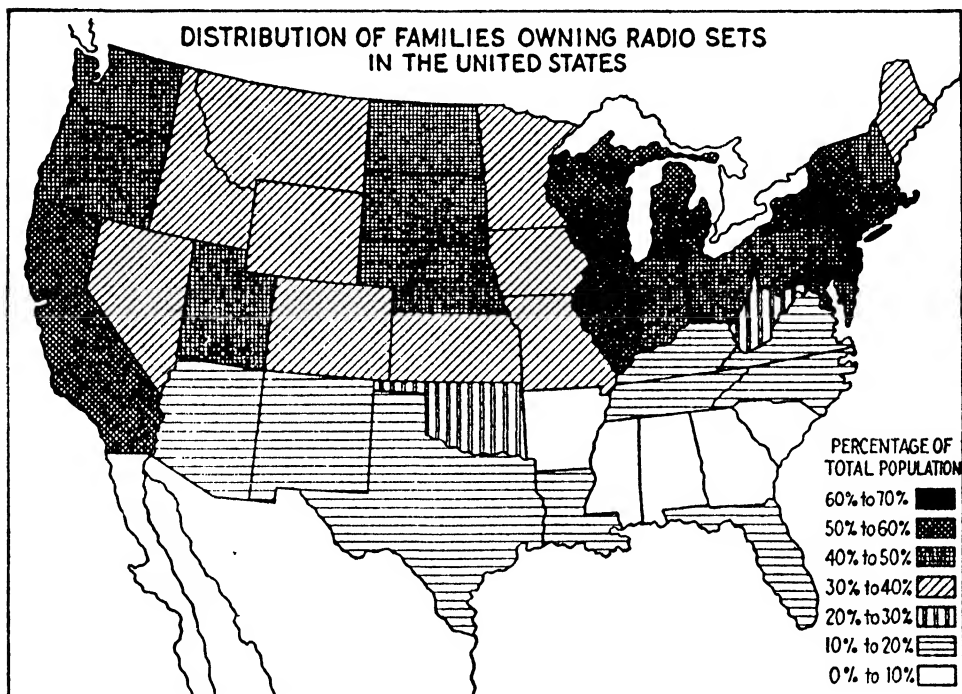 DISTRIBUTION OF FAMILIES OWNING RADIO SETS
IN THE UNITED STATES
PERCENTAGE OF
TOTAL POPULATION
60% to 70%
50% to 60%
40% to 50%
30% to 40%
20% to 30%
10% to 20%
0% to 10%